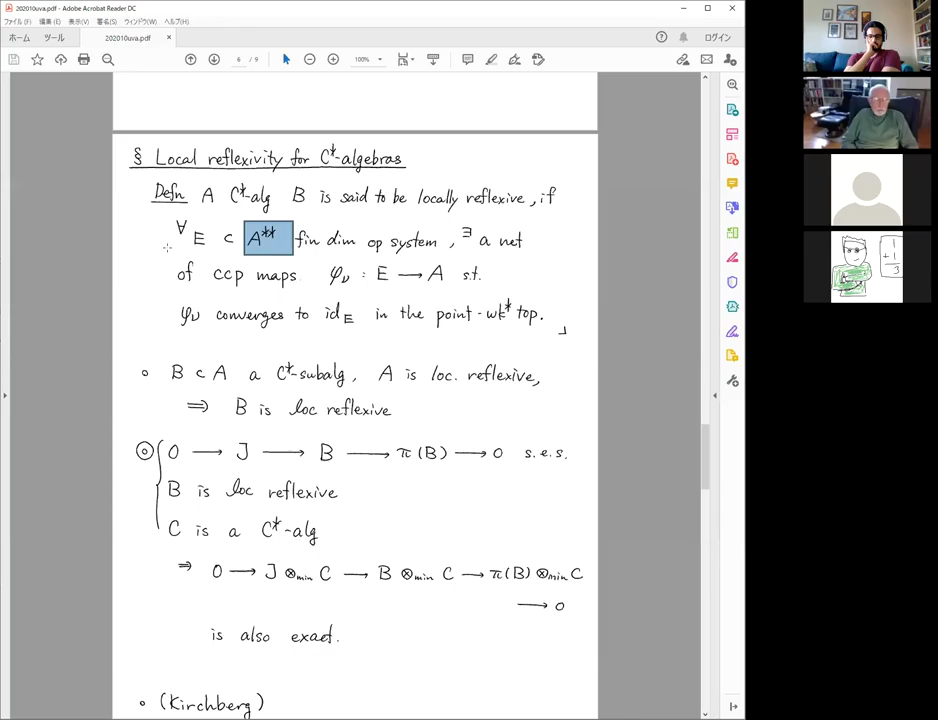 202010uva.pdf - Adobe Acrobat Reader DC
ファイル(F) 編集(E) 表示(V) 署名(S) ウィンドウ(W) ヘルプ(H)
ホーム ツール 202010uva.pdf × ログイン
6 / 9 100%
§ Local reflexivity for C*-algebras
Defn A C*-alg B is said to be locally reflexive, if
∀ E ⊂ A** fin dim op system, ∃ a net
of ccp maps φν : E → A s.t.
φν converges to id_E in the point-wk* top. 」
○ B ⊂ A a C*-subalg, A is loc. reflexive,
⇒ B is loc reflexive
◎ { 0 → J → B → π(B) → 0 s.e.s.
B is loc reflexive
C is a C*-alg
⇒ 0 → J ⊗min C → B ⊗min C → π(B) ⊗min C
→ 0
is also exact.
○ (Kirchberg)
1
+1
3